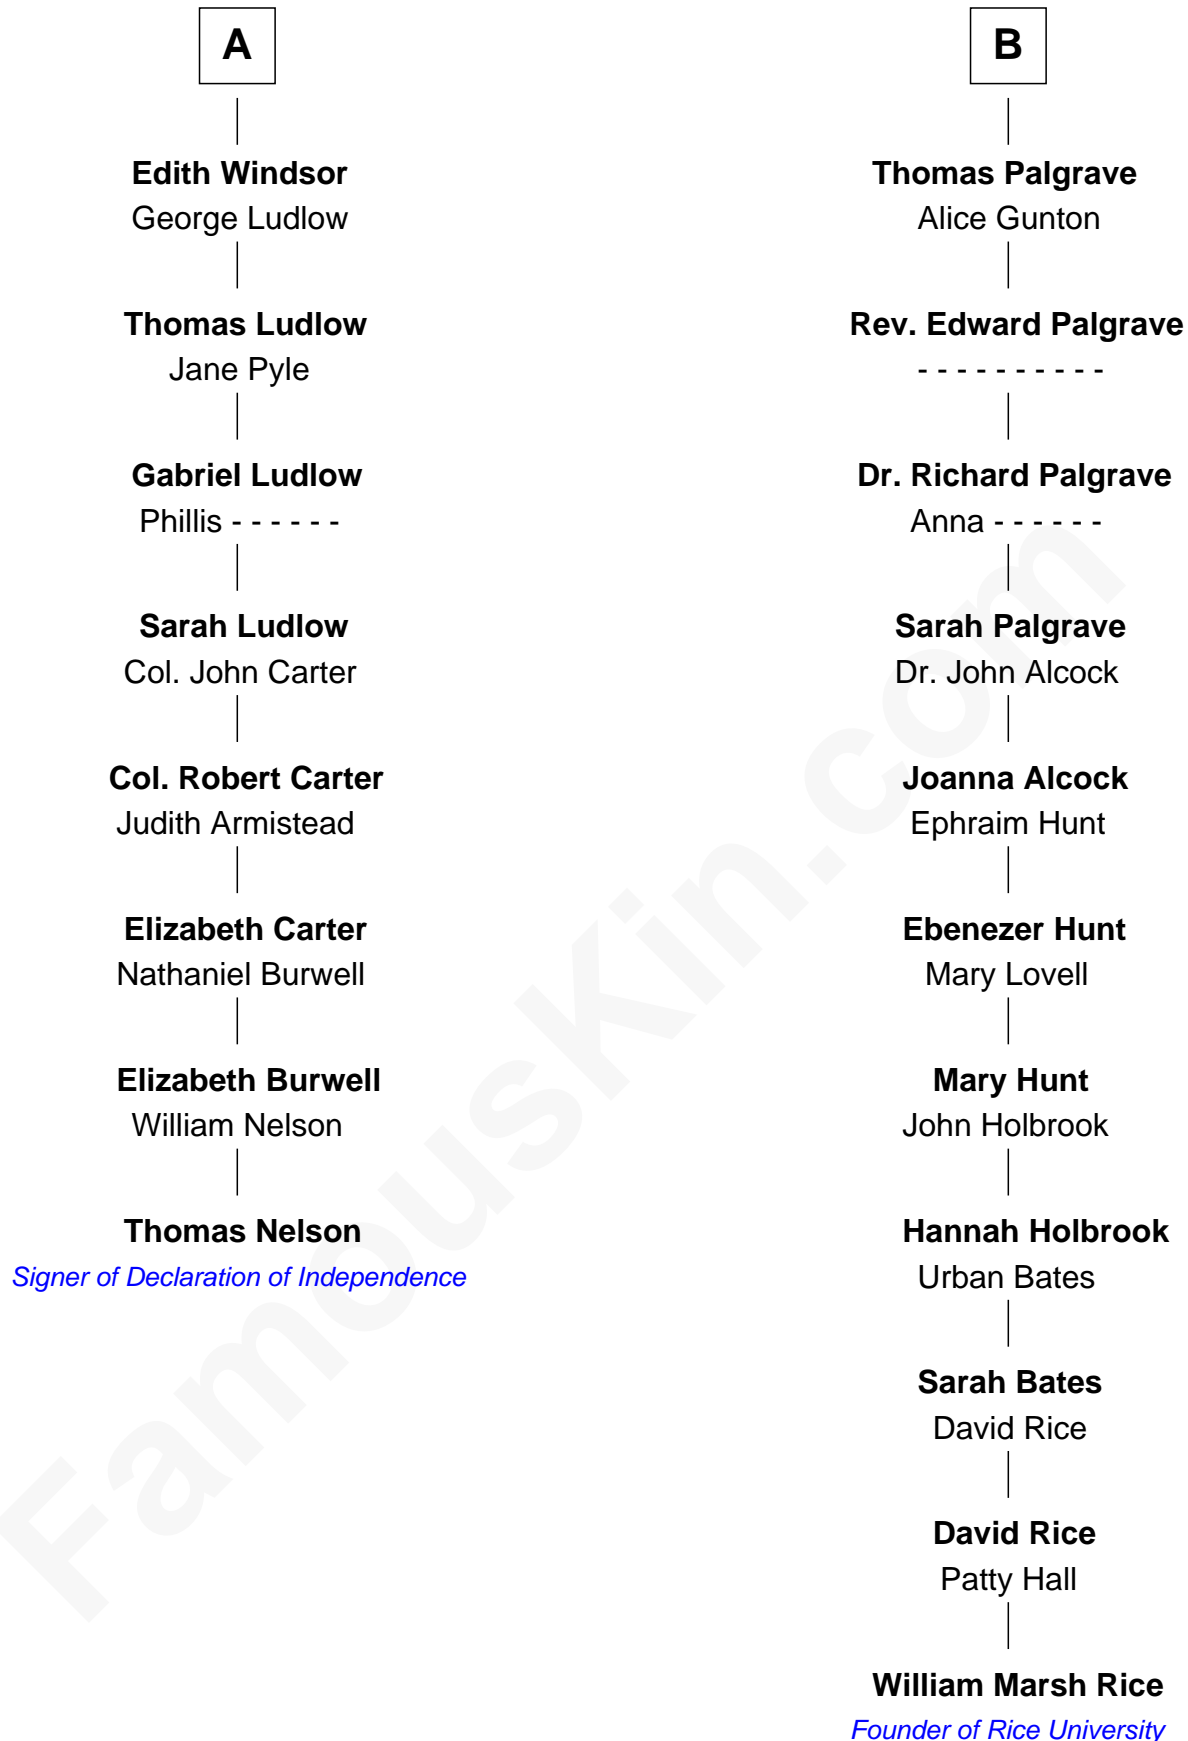 A
Edith Windsor
George Ludlow
Thomas Ludlow
Jane Pyle
Gabriel Ludlow
Phillis - - - - - -
Sarah Ludlow
Col. John Carter
Col. Robert Carter
Judith Armistead
Elizabeth Carter
Nathaniel Burwell
Elizabeth Burwell
William Nelson
Thomas Nelson
Signer of Declaration of Independence
B
Thomas Palgrave
Alice Gunton
Rev. Edward Palgrave
- - - - - - - - - -
Dr. Richard Palgrave
Anna - - - - - -
Sarah Palgrave
Dr. John Alcock
Joanna Alcock
Ephraim Hunt
Ebenezer Hunt
Mary Lovell
Mary Hunt
John Holbrook
Hannah Holbrook
Urban Bates
Sarah Bates
David Rice
David Rice
Patty Hall
William Marsh Rice
Founder of Rice University
FamousKin.com